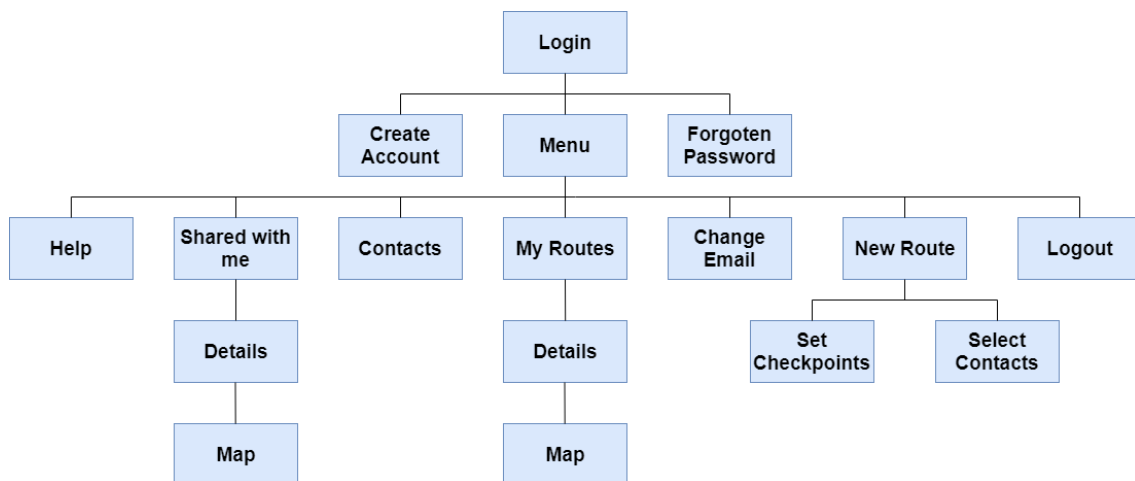 Login
Create
Account
Menu
Forgoten
Password
Help
Shared with
me
Contacts
My Routes
Change
Email
New Route
Logout
Details
Details
Set
Checkpoints
Select
Contacts
Map
Map